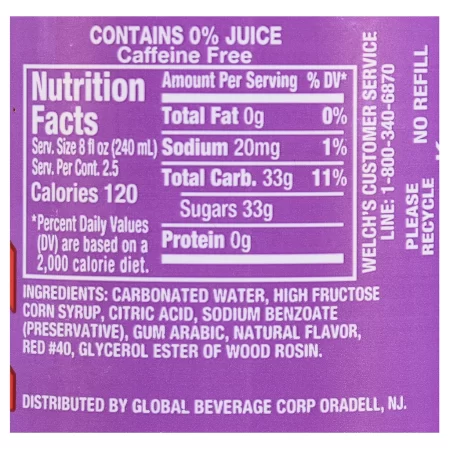 CONTAINS 0% JUICE
Caffeine Free
Nutrition
Facts
Serv. Size 8 fl oz (240 mL)
Serv. Per Cont. 2.5
Calories 120
*Percent Daily Values
(DV) are based on a
2,000 calorie diet.
Amount Per Serving % DV*
Total Fat 0g 0%
Sodium 20mg 1%
Total Carb. 33g 11%
Sugars 33g
Protein 0g
INGREDIENTS: CARBONATED WATER, HIGH FRUCTOSE
CORN SYRUP, CITRIC ACID, SODIUM BENZOATE
(PRESERVATIVE), GUM ARABIC, NATURAL FLAVOR,
RED #40, GLYCEROL ESTER OF WOOD ROSIN.
DISTRIBUTED BY GLOBAL BEVERAGE CORP ORADELL, NJ.
WELCH'S CUSTOMER SERVICE
LINE: 1-800-340-6870
PLEASE
RECYCLE
NO REFILL